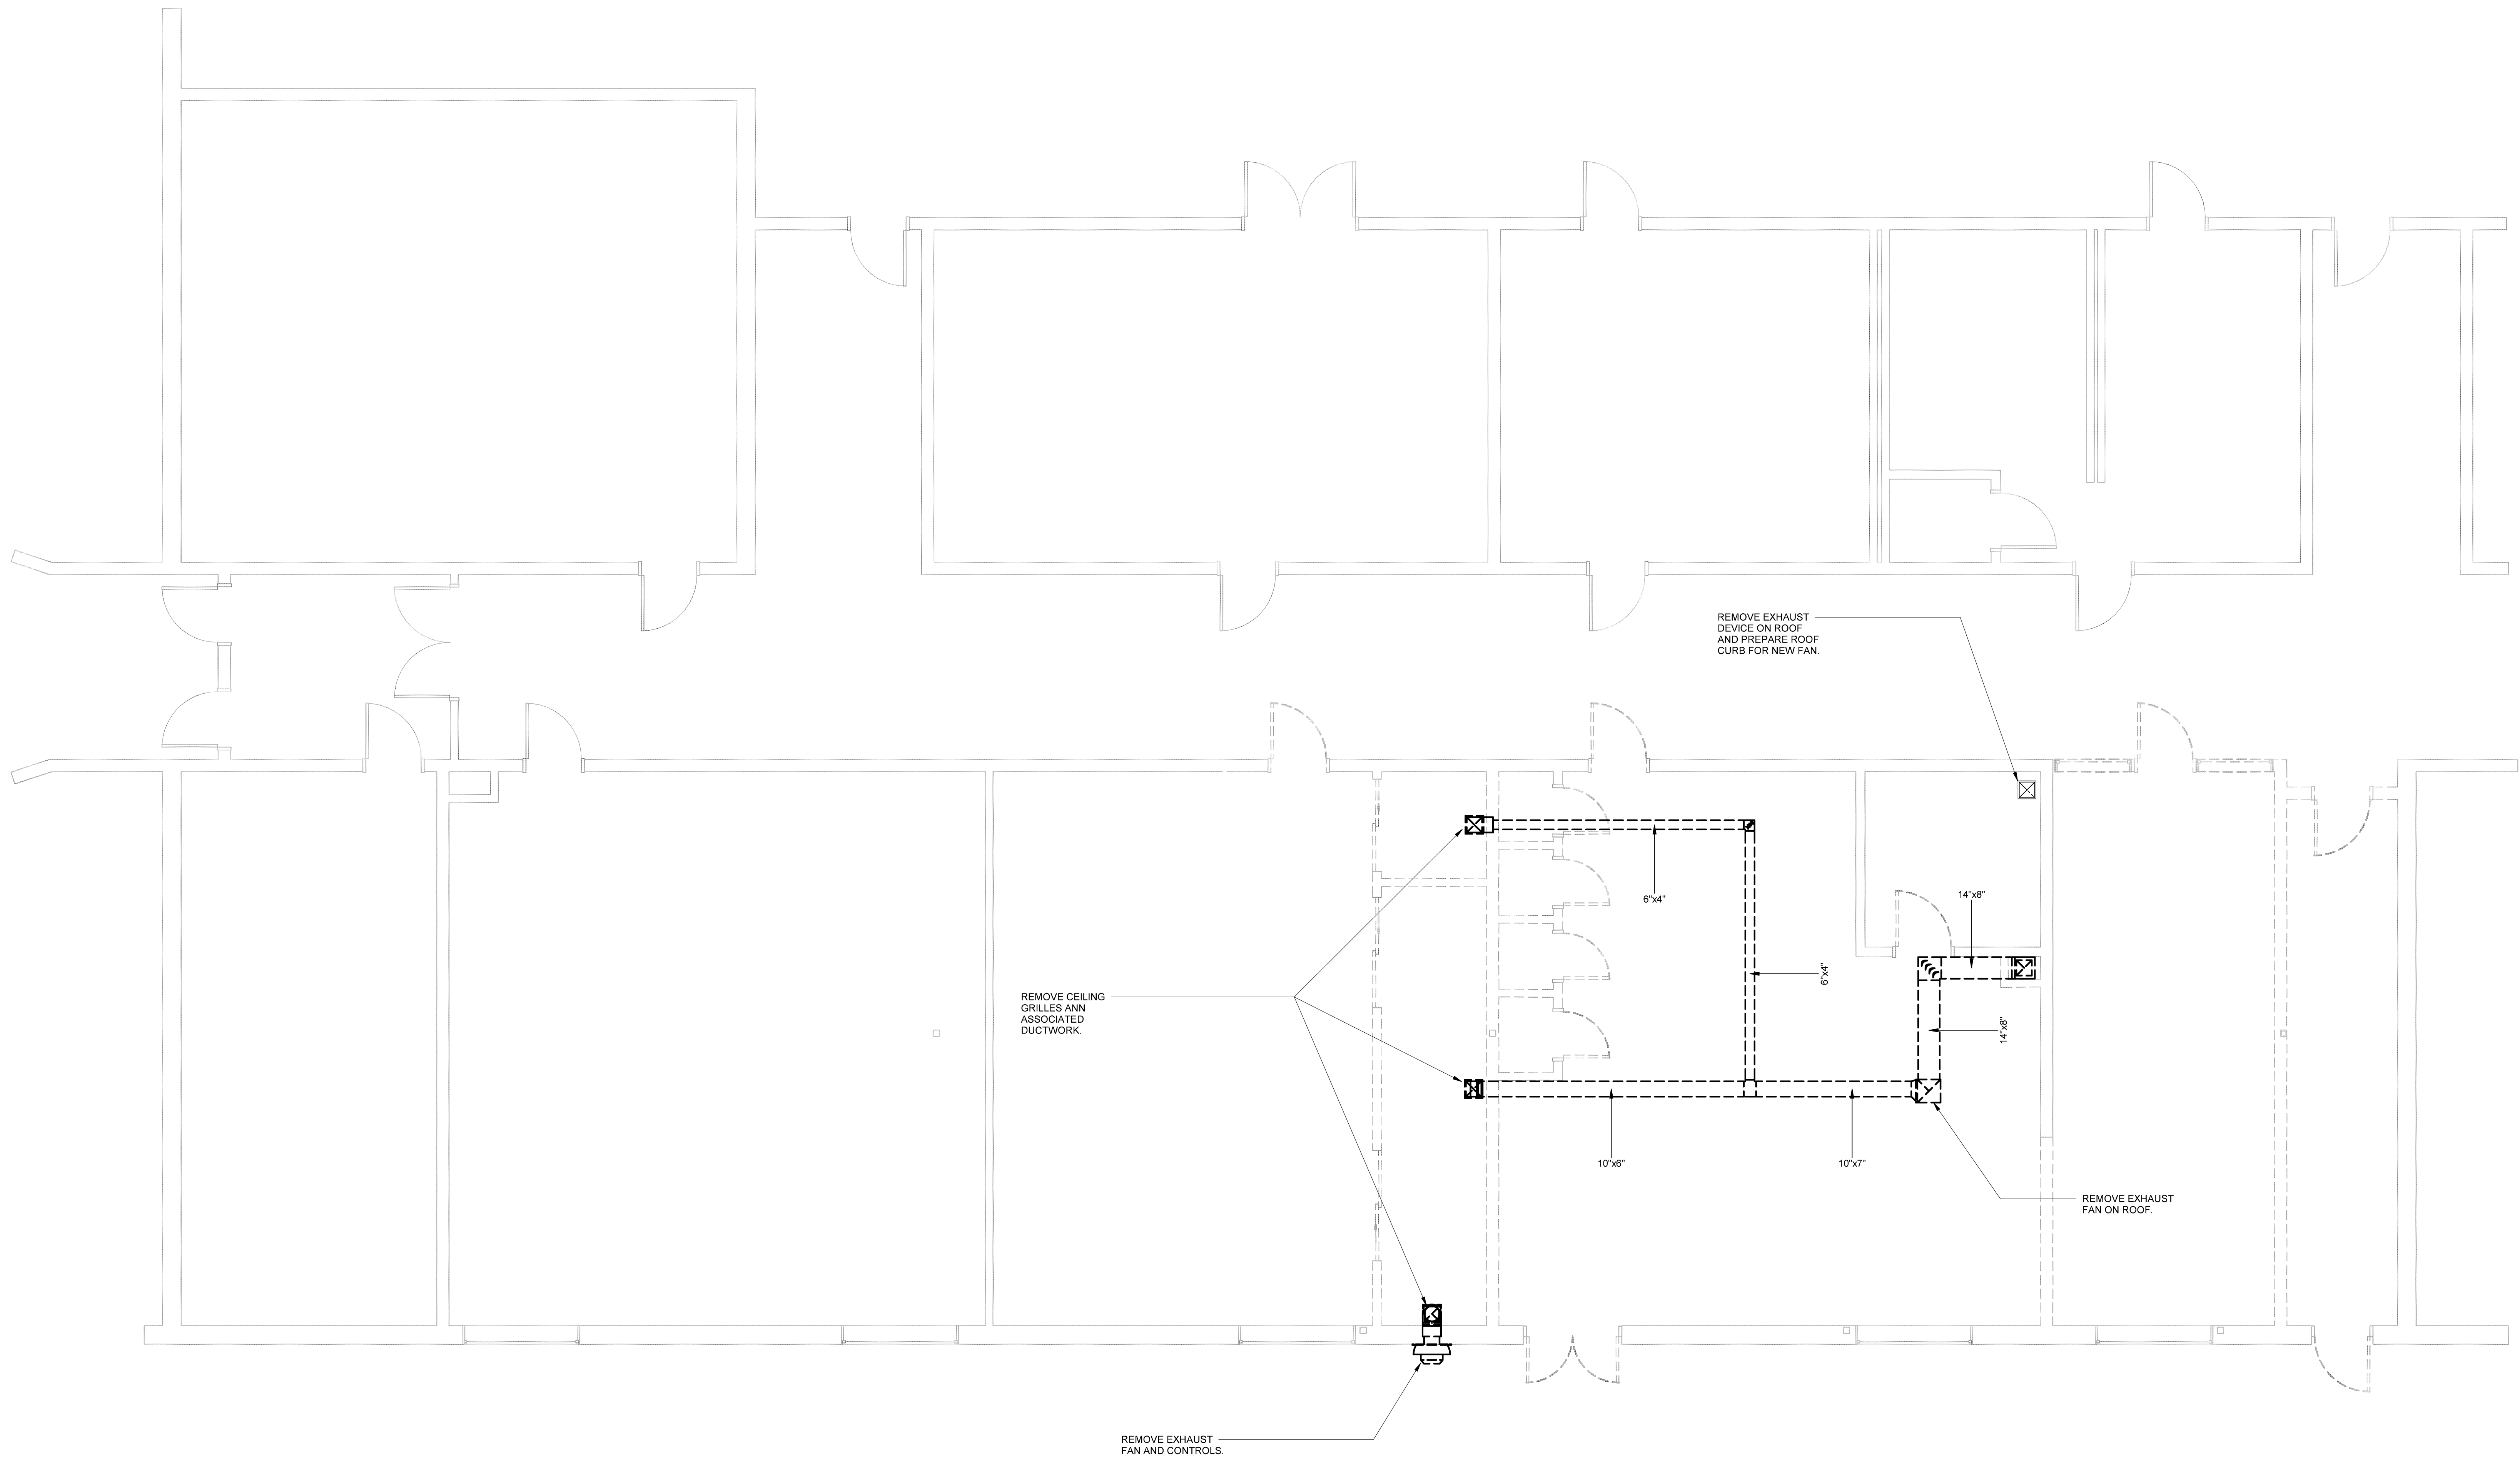 REMOVE EXHAUST
DEVICE ON ROOF
AND PREPARE ROOF
CURB FOR NEW FAN.
6"x4"
14"x8"
6"x4"
REMOVE CEILING
GRILLES ANN
ASSOCIATED
DUCTWORK.
14"x8"
10"x6"
10"x7"
REMOVE EXHAUST
FAN ON ROOF.
REMOVE EXHAUST
FAN AND CONTROLS.